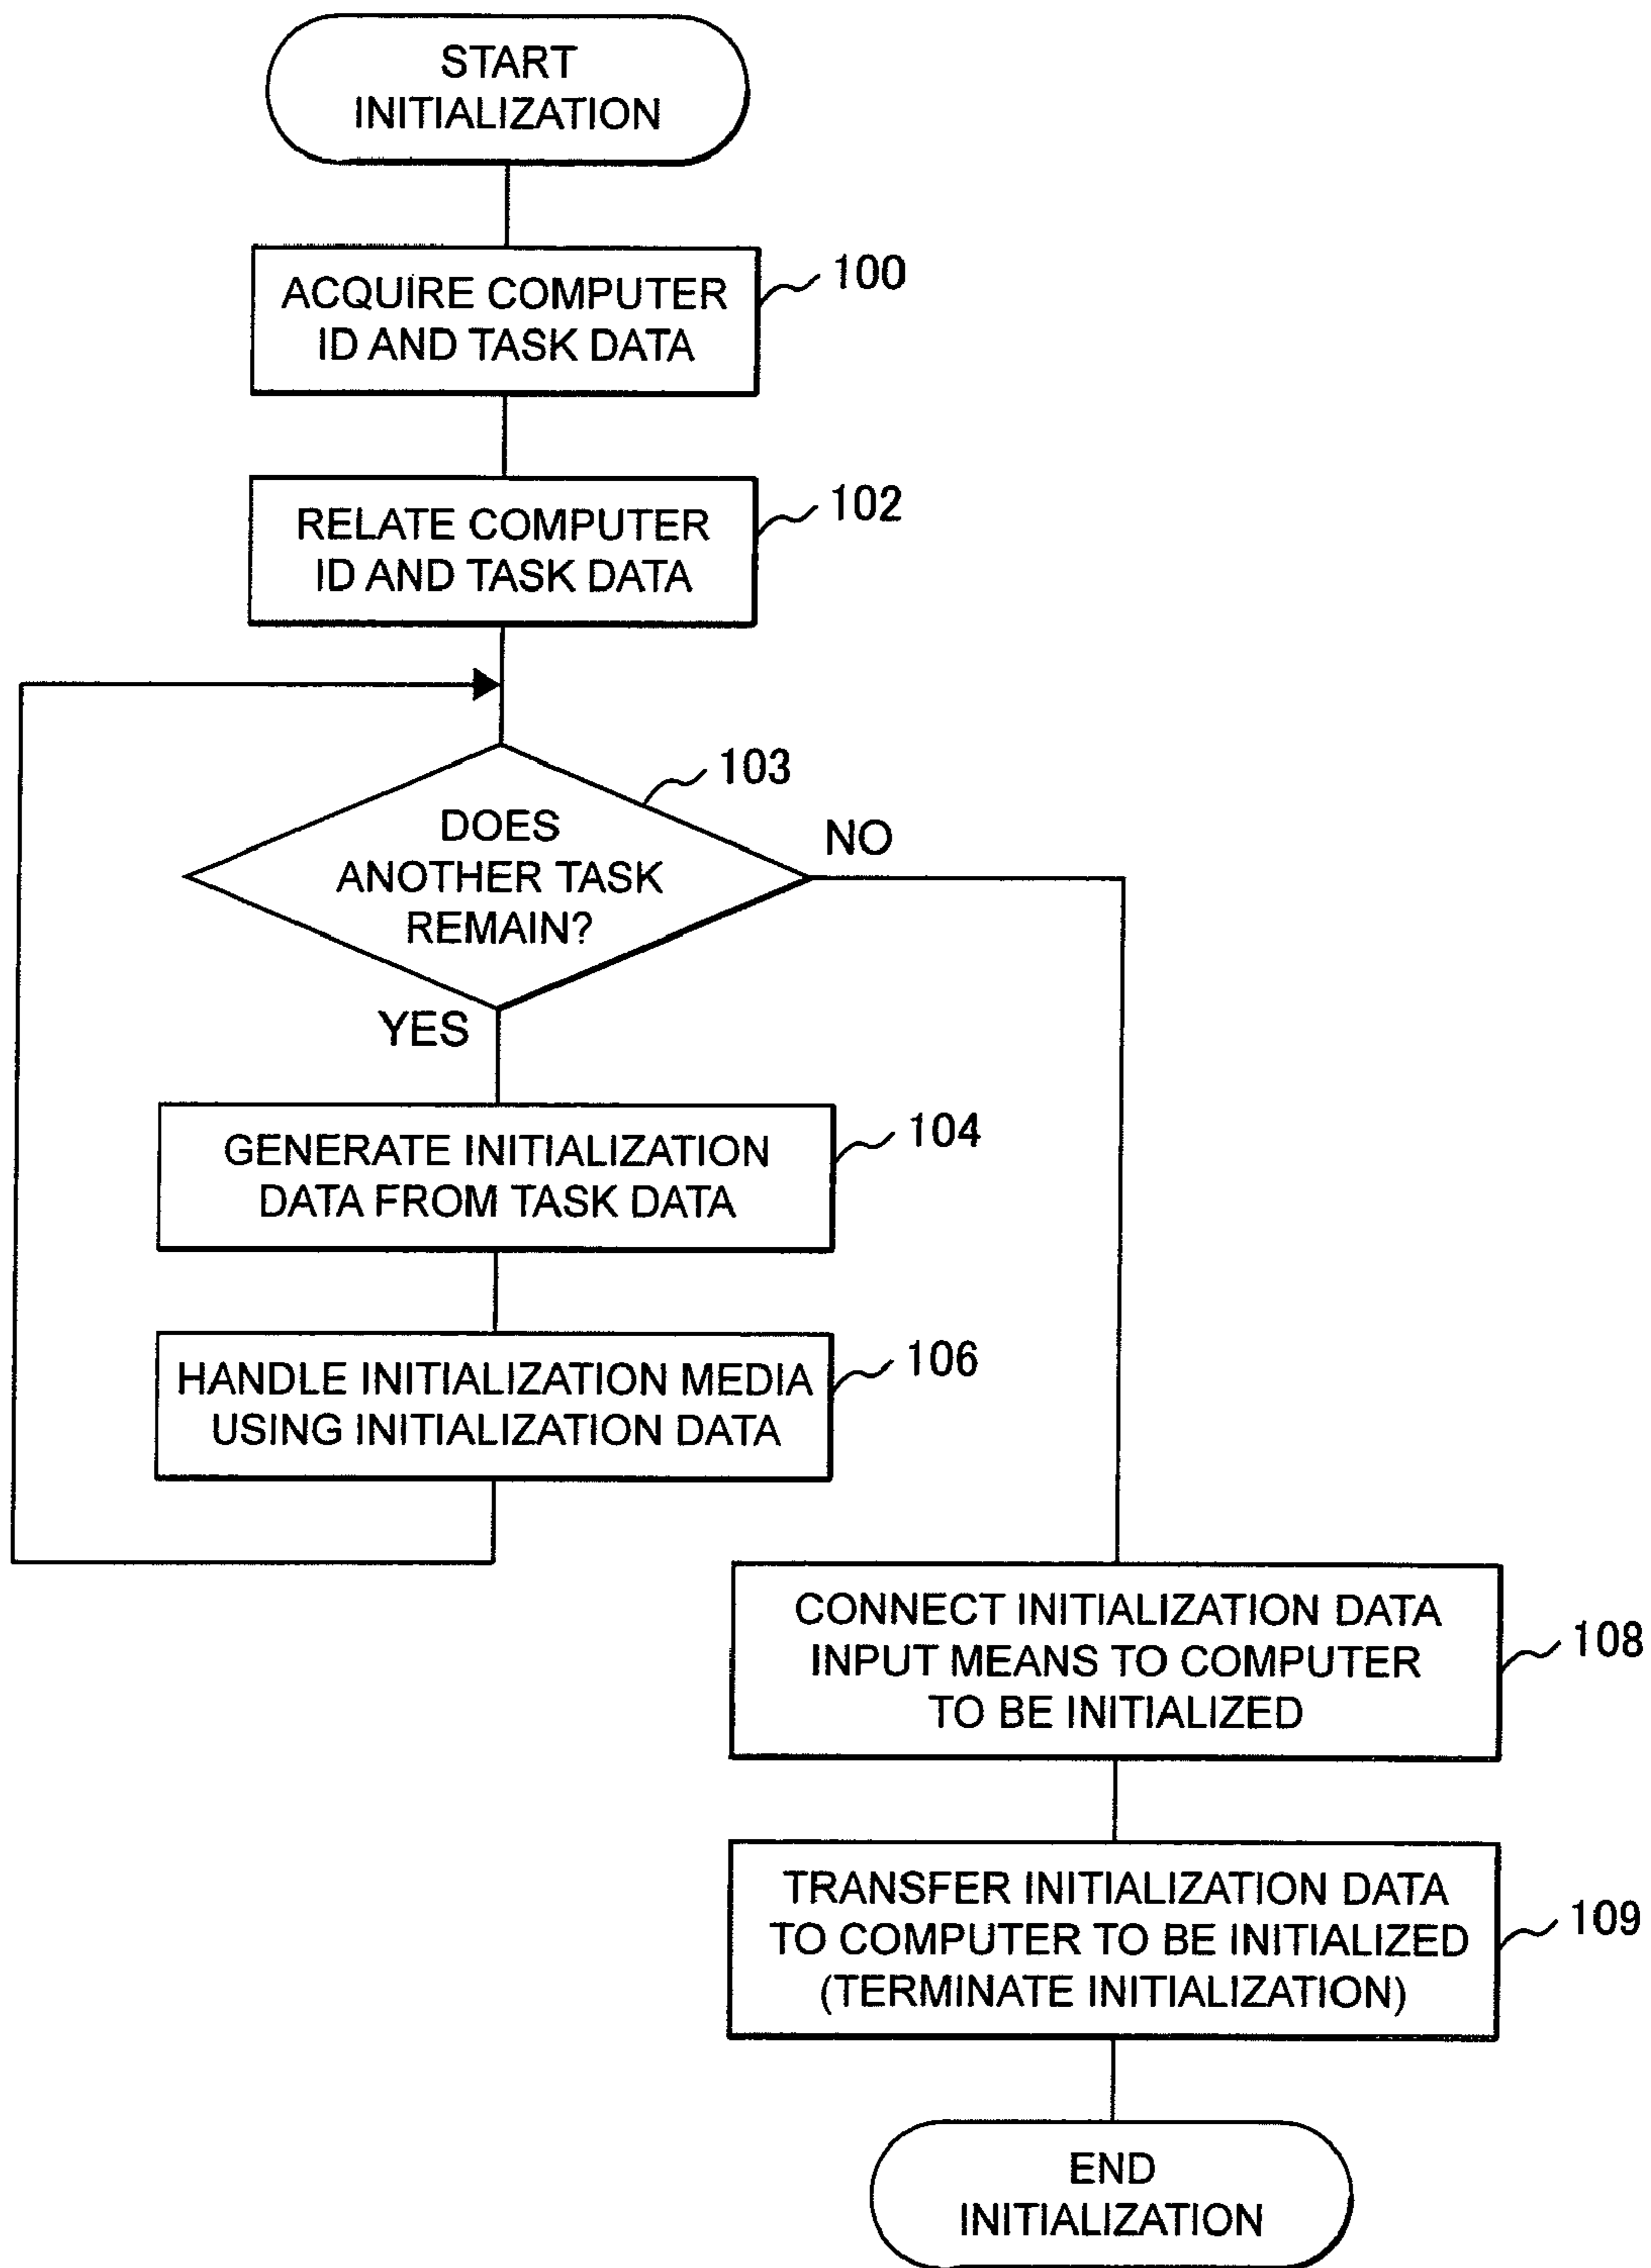 START
INITIALIZATION
ACQUIRE COMPUTER
ID AND TASK DATA
100
RELATE COMPUTER
ID AND TASK DATA
102
103
DOES
ANOTHER TASK
REMAIN?
NO
YES
GENERATE INITIALIZATION
DATA FROM TASK DATA
104
HANDLE INITIALIZATION MEDIA
USING INITIALIZATION DATA
106
CONNECT INITIALIZATION DATA
INPUT MEANS TO COMPUTER
TO BE INITIALIZED
108
TRANSFER INITIALIZATION DATA
TO COMPUTER TO BE INITIALIZED
(TERMINATE INITIALIZATION)
109
END
INITIALIZATION